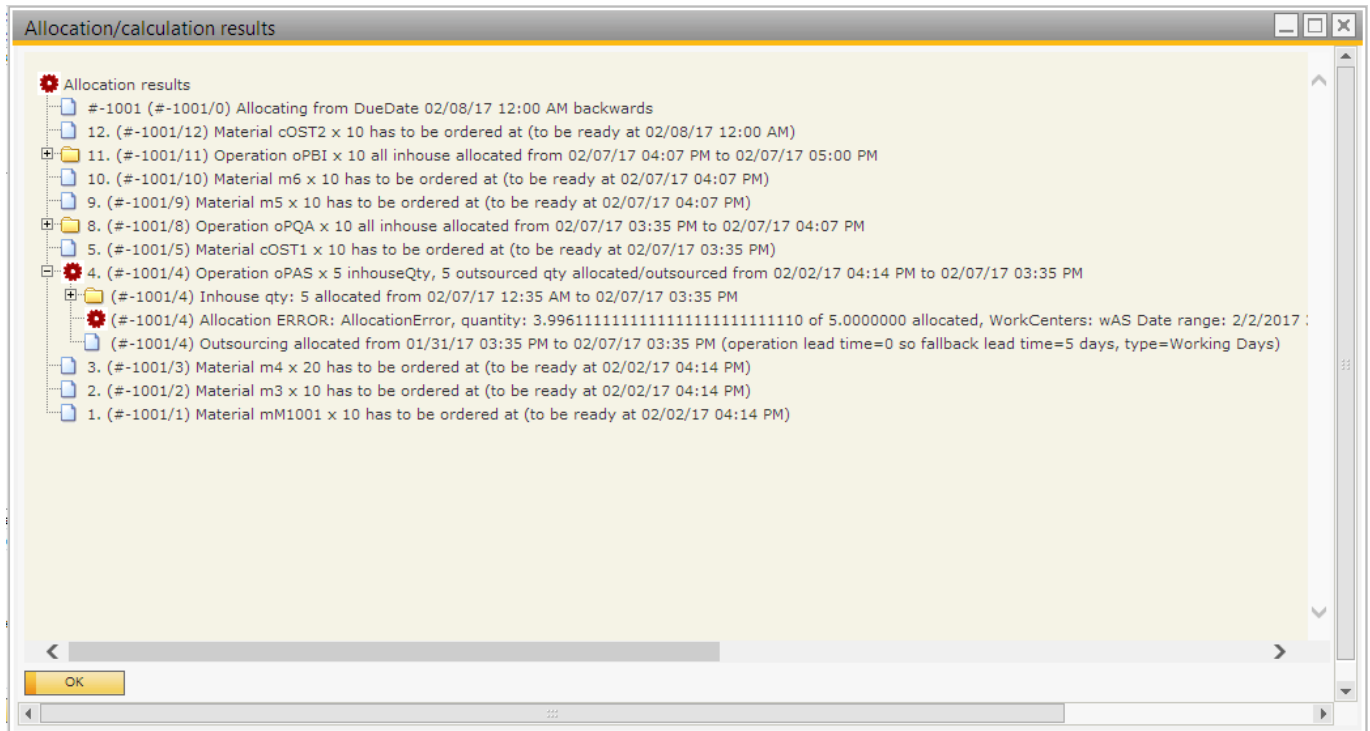 Allocation/calculation results
Allocation results
#-1001 (#-1001/0) Allocating from DueDate 02/08/17 12:00 AM backwards
12. (#-1001/12) Material cOST2 x 10 has to be ordered at (to be ready at 02/08/17 12:00 AM)
11. (#-1001/11) Operation oPBI x 10 all inhouse allocated from 02/07/17 04:07 PM to 02/07/17 05:00 PM
10. (#-1001/10) Material m6 x 10 has to be ordered at (to be ready at 02/07/17 04:07 PM)
9. (#-1001/9) Material m5 x 10 has to be ordered at (to be ready at 02/07/17 04:07 PM)
8. (#-1001/8) Operation oPQA x 10 all inhouse allocated from 02/07/17 03:35 PM to 02/07/17 04:07 PM
5. (#-1001/5) Material cOST1 x 10 has to be ordered at (to be ready at 02/07/17 03:35 PM)
4. (#-1001/4) Operation oPAS x 5 inhouseQty, 5 outsourced qty allocated/outsourced from 02/02/17 04:14 PM to 02/07/17 03:35 PM
(#-1001/4) Inhouse qty: 5 allocated from 02/07/17 12:35 AM to 02/07/17 03:35 PM
(#-1001/4) Allocation ERROR: AllocationError, quantity: 3.9961111111111111111111111110 of 5.0000000 allocated, WorkCenters: wAS Date range: 2/2/2017
(#-1001/4) Outsourcing allocated from 01/31/17 03:35 PM to 02/07/17 03:35 PM (operation lead time=0 so fallback lead time=5 days, type=Working Days)
3. (#-1001/3) Material m4 x 20 has to be ordered at (to be ready at 02/02/17 04:14 PM)
2. (#-1001/2) Material m3 x 10 has to be ordered at (to be ready at 02/02/17 04:14 PM)
1. (#-1001/1) Material mM1001 x 10 has to be ordered at (to be ready at 02/02/17 04:14 PM)
OK